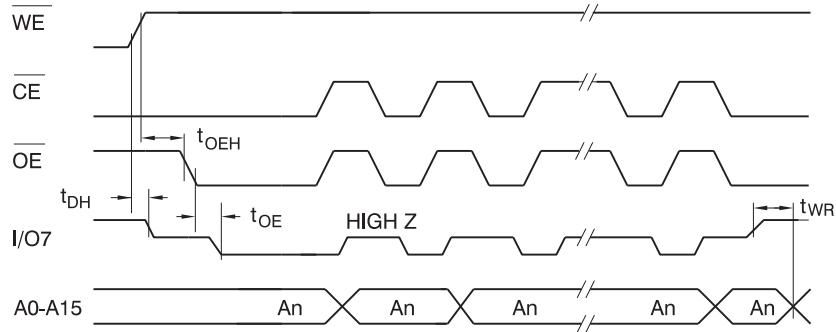 WE
CE
tOEH
OE
tDH
tOE
HIGH Z
tWR
I/O7
A0-A15
An An An An An